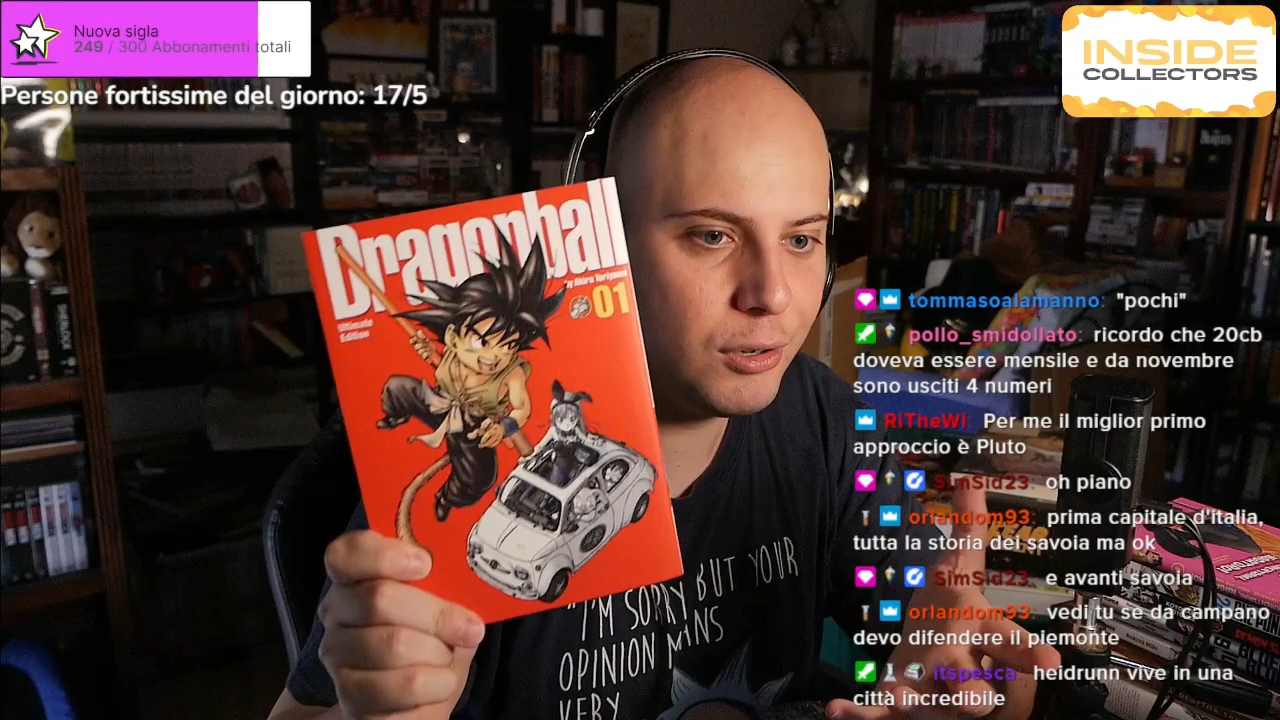 Nuova sigla
249 / 300 Abbonamenti totali
Persone fortissime del giorno: 17/5
INSIDE
COLLECTORS
Dragonball
by Akira Toriyama
01
Ultimate
Edition
"I'M SORRY BUT YOUR
OPINION MINS
VERY
tommasoalamanno: "pochi"
pollo_smidollato: ricordo che 20cb
doveva essere mensile e da novembre
sono usciti 4 numeri
RiTheWi: Per me il miglior primo
approccio è Pluto
SimSid23: oh piano
orlandom93: prima capitale d'italia,
tutta la storia dei savoia ma ok
SimSid23: e avanti savoia
orlandom93: vedi tu se da campano
devo difendere il piemonte
Itspesca: heidrunn vive in una
città incredibile